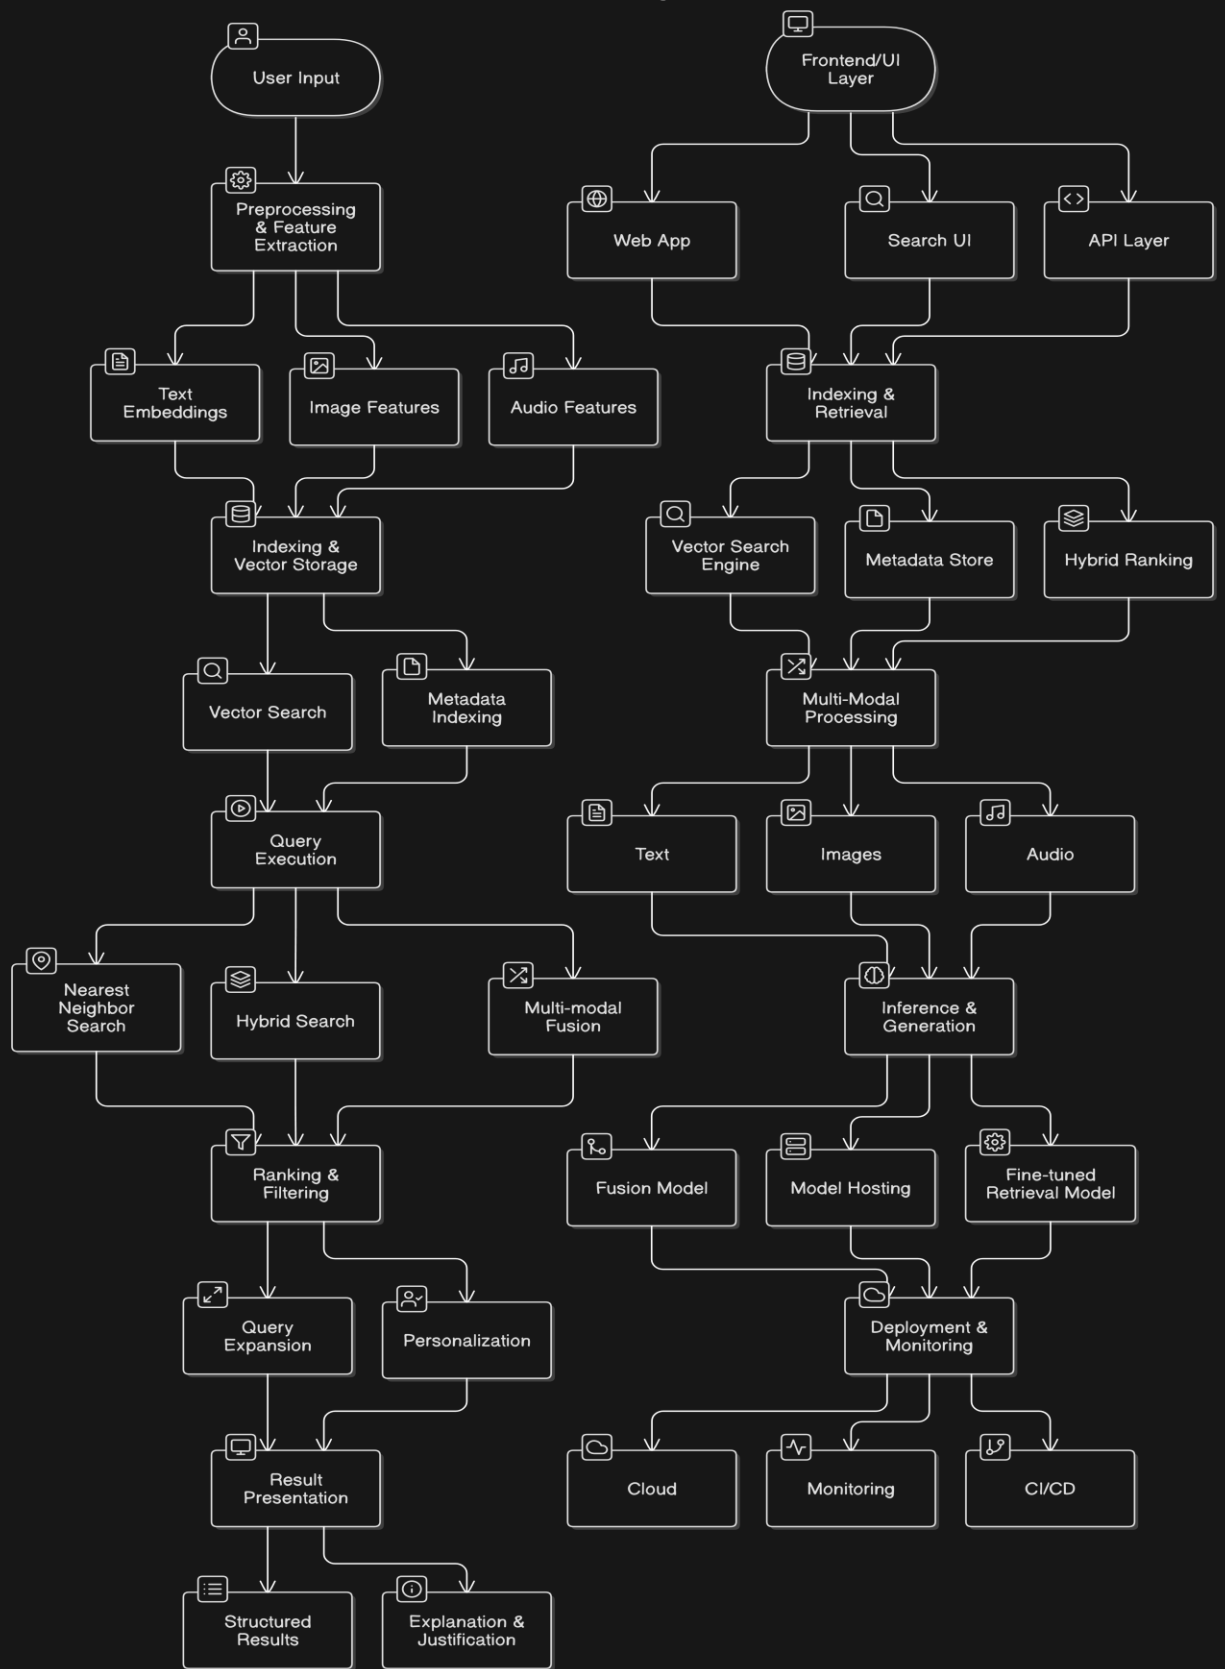 User Input
Preprocessing
& Feature
Extraction
Text
Embeddings
Image Features
Audio Features
Indexing &
Vector Storage
Vector Search
Metadata
Indexing
Query
Execution
Nearest
Neighbor
Search
Hybrid Search
Multi-modal
Fusion
Ranking &
Filtering
Query
Expansion
Personalization
Result
Presentation
Structured
Results
Explanation &
Justification
Frontend/UI
Layer
Web App
Search UI
API Layer
Indexing &
Retrieval
Vector Search
Engine
Metadata Store
Hybrid Ranking
Multi-Modal
Processing
Text
Images
Audio
Inference &
Generation
Fusion Model
Model Hosting
Fine-tuned
Retrieval Model
Deployment &
Monitoring
Cloud
Monitoring
CI/CD